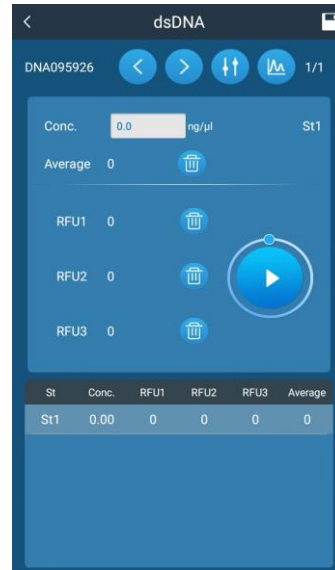 dsDNA
DNA095926 1/1
Conc. 0.0 ng/µl St1
Average 0
RFU1 0
RFU2 0
RFU3 0
St Conc. RFU1 RFU2 RFU3 Average
St1 0.00 0 0 0 0